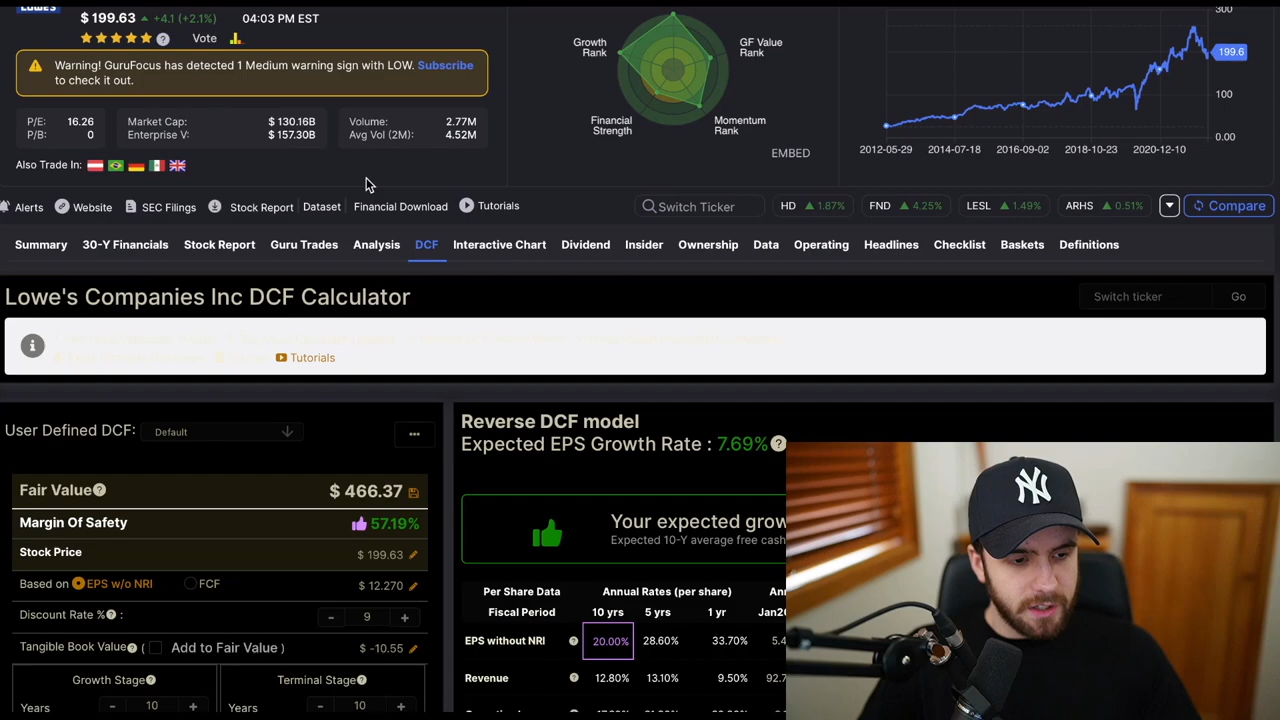 LOWE'S
$ 199.63 +4.1 (+2.1%) 04:03 PM EST
Vote
Warning! GuruFocus has detected 1 Medium warning sign with LOW. Subscribe
to check it out.
P/E: 16.26
P/B: 0
Market Cap: $ 130.16B
Enterprise V: $ 157.30B
Volume: 2.77M
Avg Vol (2M): 4.52M
Also Trade In:
Growth
Rank
GF Value
Rank
Financial
Strength
Momentum
Rank
EMBED
300
199.6
100
0.00
2012-05-29 2014-07-18 2016-09-02 2018-10-23 2020-12-10
Alerts Website SEC Filings Stock Report Dataset Financial Download Tutorials
Switch Ticker HD 1.87% FND 4.25% LESL 1.49% ARHS 0.51% Compare
Summary 30-Y Financials Stock Report Guru Trades Analysis DCF Interactive Chart Dividend Insider Ownership Data Operating Headlines Checklist Baskets Definitions
Lowe's Companies Inc DCF Calculator
Switch ticker Go
Tutorials
User Defined DCF: Default ...
Fair Value $ 466.37
Margin Of Safety 57.19%
Stock Price $ 199.63
Based on EPS w/o NRI FCF $ 12.270
Discount Rate % : - 9 +
Tangible Book Value ( Add to Fair Value ) $ -10.55
Growth Stage Terminal Stage
Years - 10 + Years - 10 +
Reverse DCF model
Expected EPS Growth Rate : 7.69%
Your expected grow
Expected 10-Y average free cash
Per Share Data Annual Rates (per share)
Fiscal Period 10 yrs 5 yrs 1 yr
EPS without NRI 20.00% 28.60% 33.70% 5.4
Revenue 12.80% 13.10% 9.50% 92.7
NY